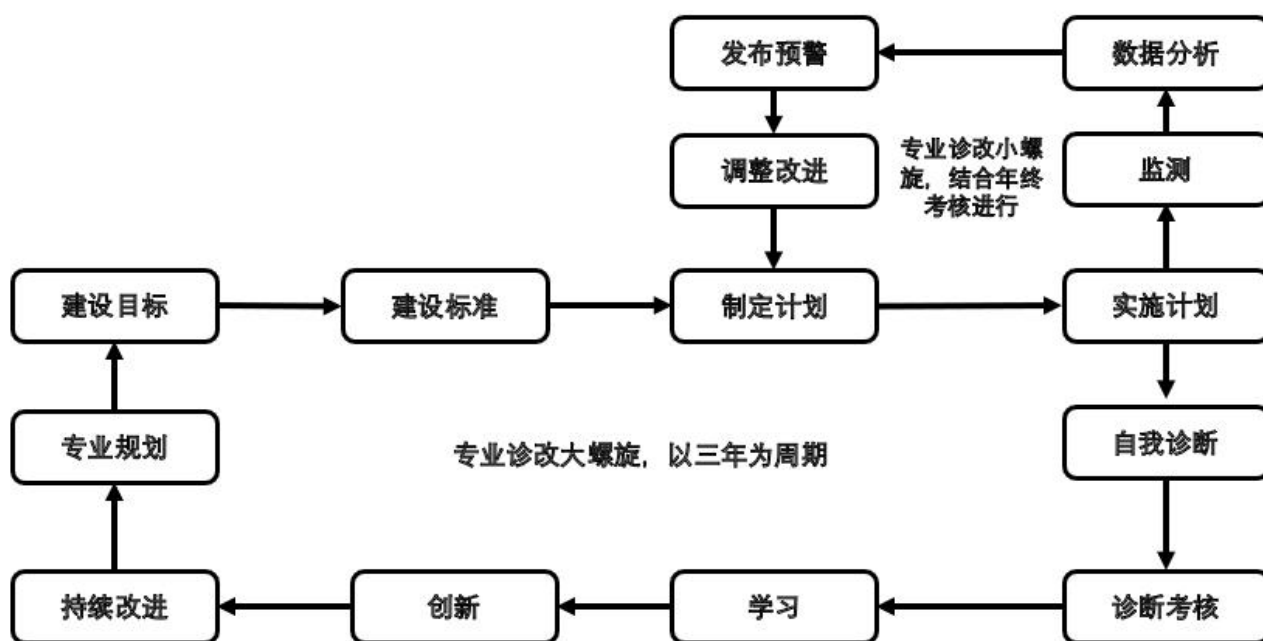 发布预警
数据分析
调整改进
专业诊改小螺
旋，结合年终
考核进行
监测
建设目标
建设标准
制定计划
实施计划
专业规划
专业诊改大螺旋，以三年为周期
自我诊断
持续改进
创新
学习
诊断考核